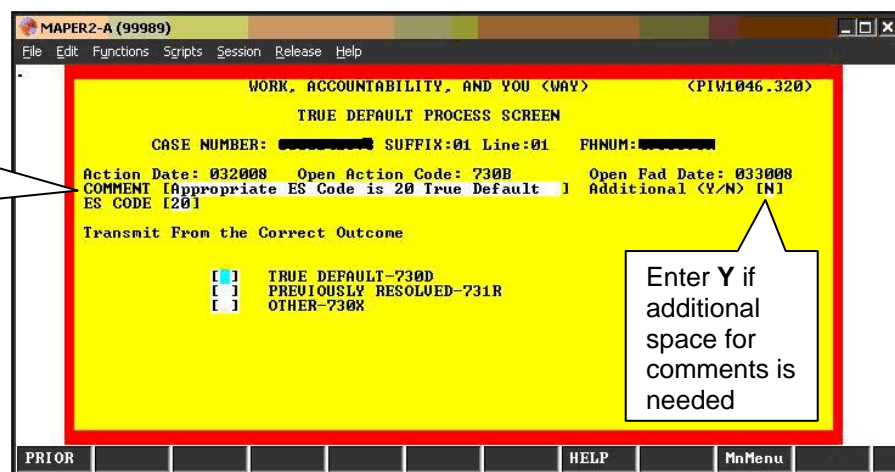 MAPER2-A (99989)
File Edit Functions Scripts Session Release Help
WORK, ACCOUNTABILITY, AND YOU <WAY> <PIW1046.320>
TRUE DEFAULT PROCESS SCREEN
CASE NUMBER: SUFFIX:01 Line:01 FHNUM:
Action Date: 032008 Open Action Code: 730B Open Fad Date: 033008
COMMENT [Appropriate ES Code is 20 True Default ] Additional <Y/N> [N]
ES CODE [20]
Transmit From the Correct Outcome
[ ] TRUE DEFAULT-730D
[ ] PREVIOUSLY RESOLVED-731R
[ ] OTHER-730X
Enter Y if
additional
space for
comments is
needed
PRIOR HELP MnMenu